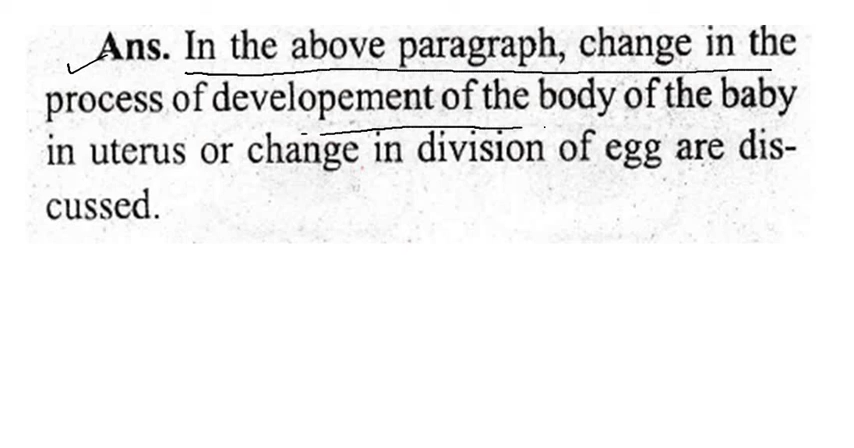 Ans. In the above paragraph, change in the
process of developement of the body of the baby
in uterus or change in division of egg are dis-
cussed.